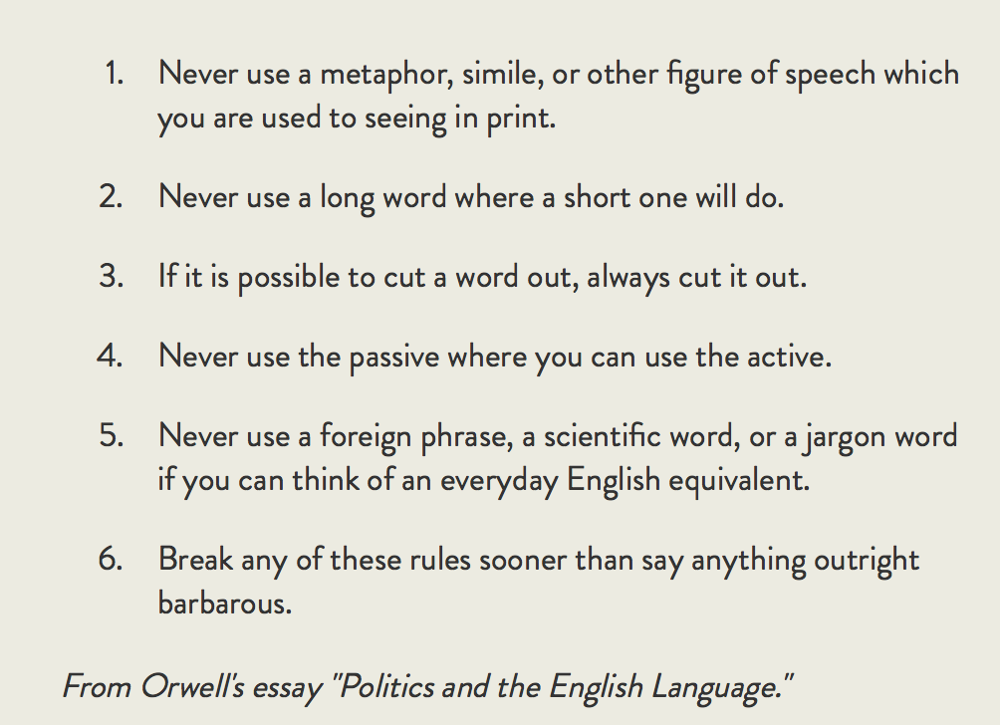 1. Never use a metaphor, simile, or other figure of speech which
you are used to seeing in print.
2. Never use a long word where a short one will do.
3. If it is possible to cut a word out, always cut it out.
4. Never use the passive where you can use the active.
5. Never use a foreign phrase, a scientific word, or a jargon word
if you can think of an everyday English equivalent.
6. Break any of these rules sooner than say anything outright
barbarous.
From Orwell's essay "Politics and the English Language."